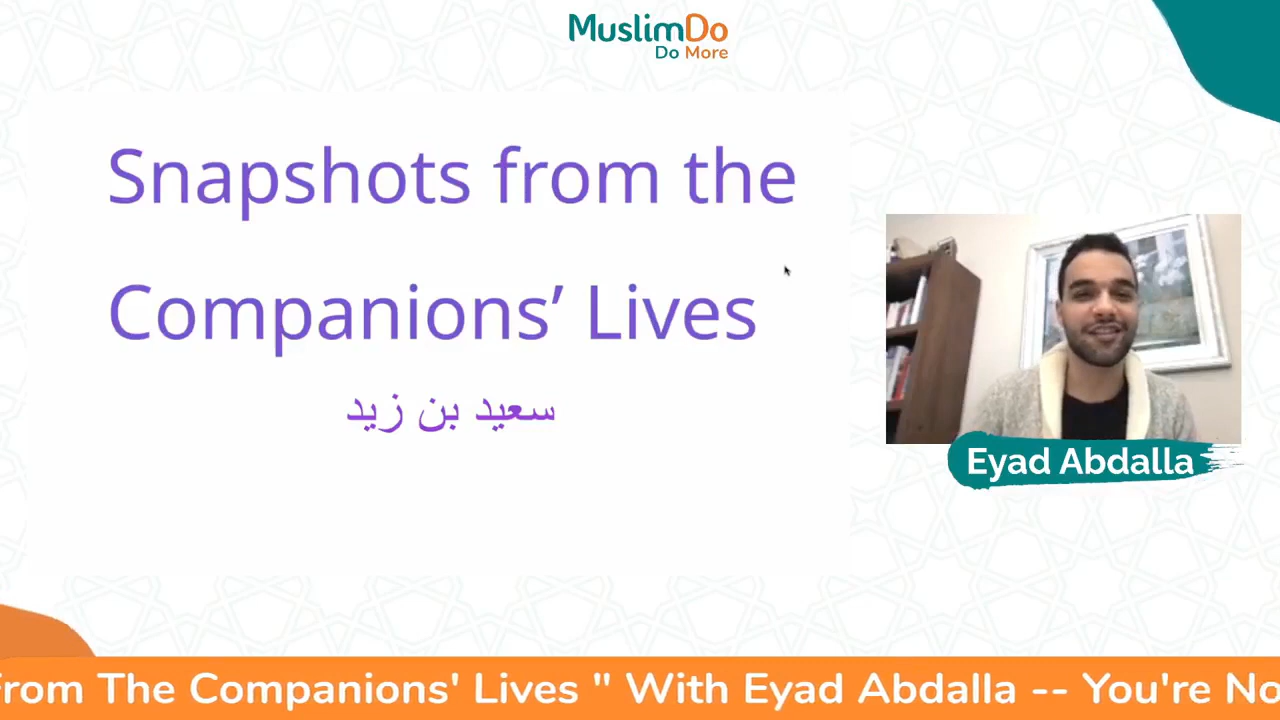 MuslimDo
Do More
Snapshots from the
Companions’ Lives
سعيد بن زيد
Eyad Abdalla
From The Companions' Lives " With Eyad Abdalla -- You're No